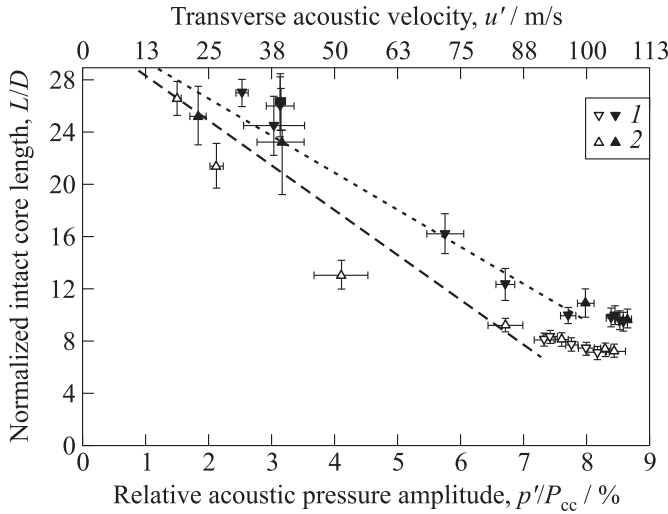 Transverse acoustic velocity, u′ / m/s
0 13 25 38 50 63 75 88 100 113
28
24
20
16
12
8
4
0
Normalized intact core length, L/D
1
2
0 1 2 3 4 5 6 7 8 9
Relative acoustic pressure amplitude, p′/Pcc / %